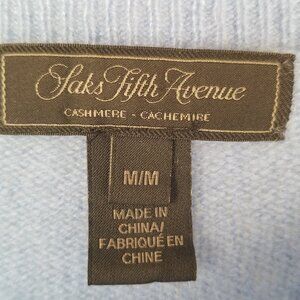 Saks Fifth Avenue
CASHMERE - CACHEMIRE
M/M
MADE IN
CHINA/
FABRIQUÉ EN
CHINE